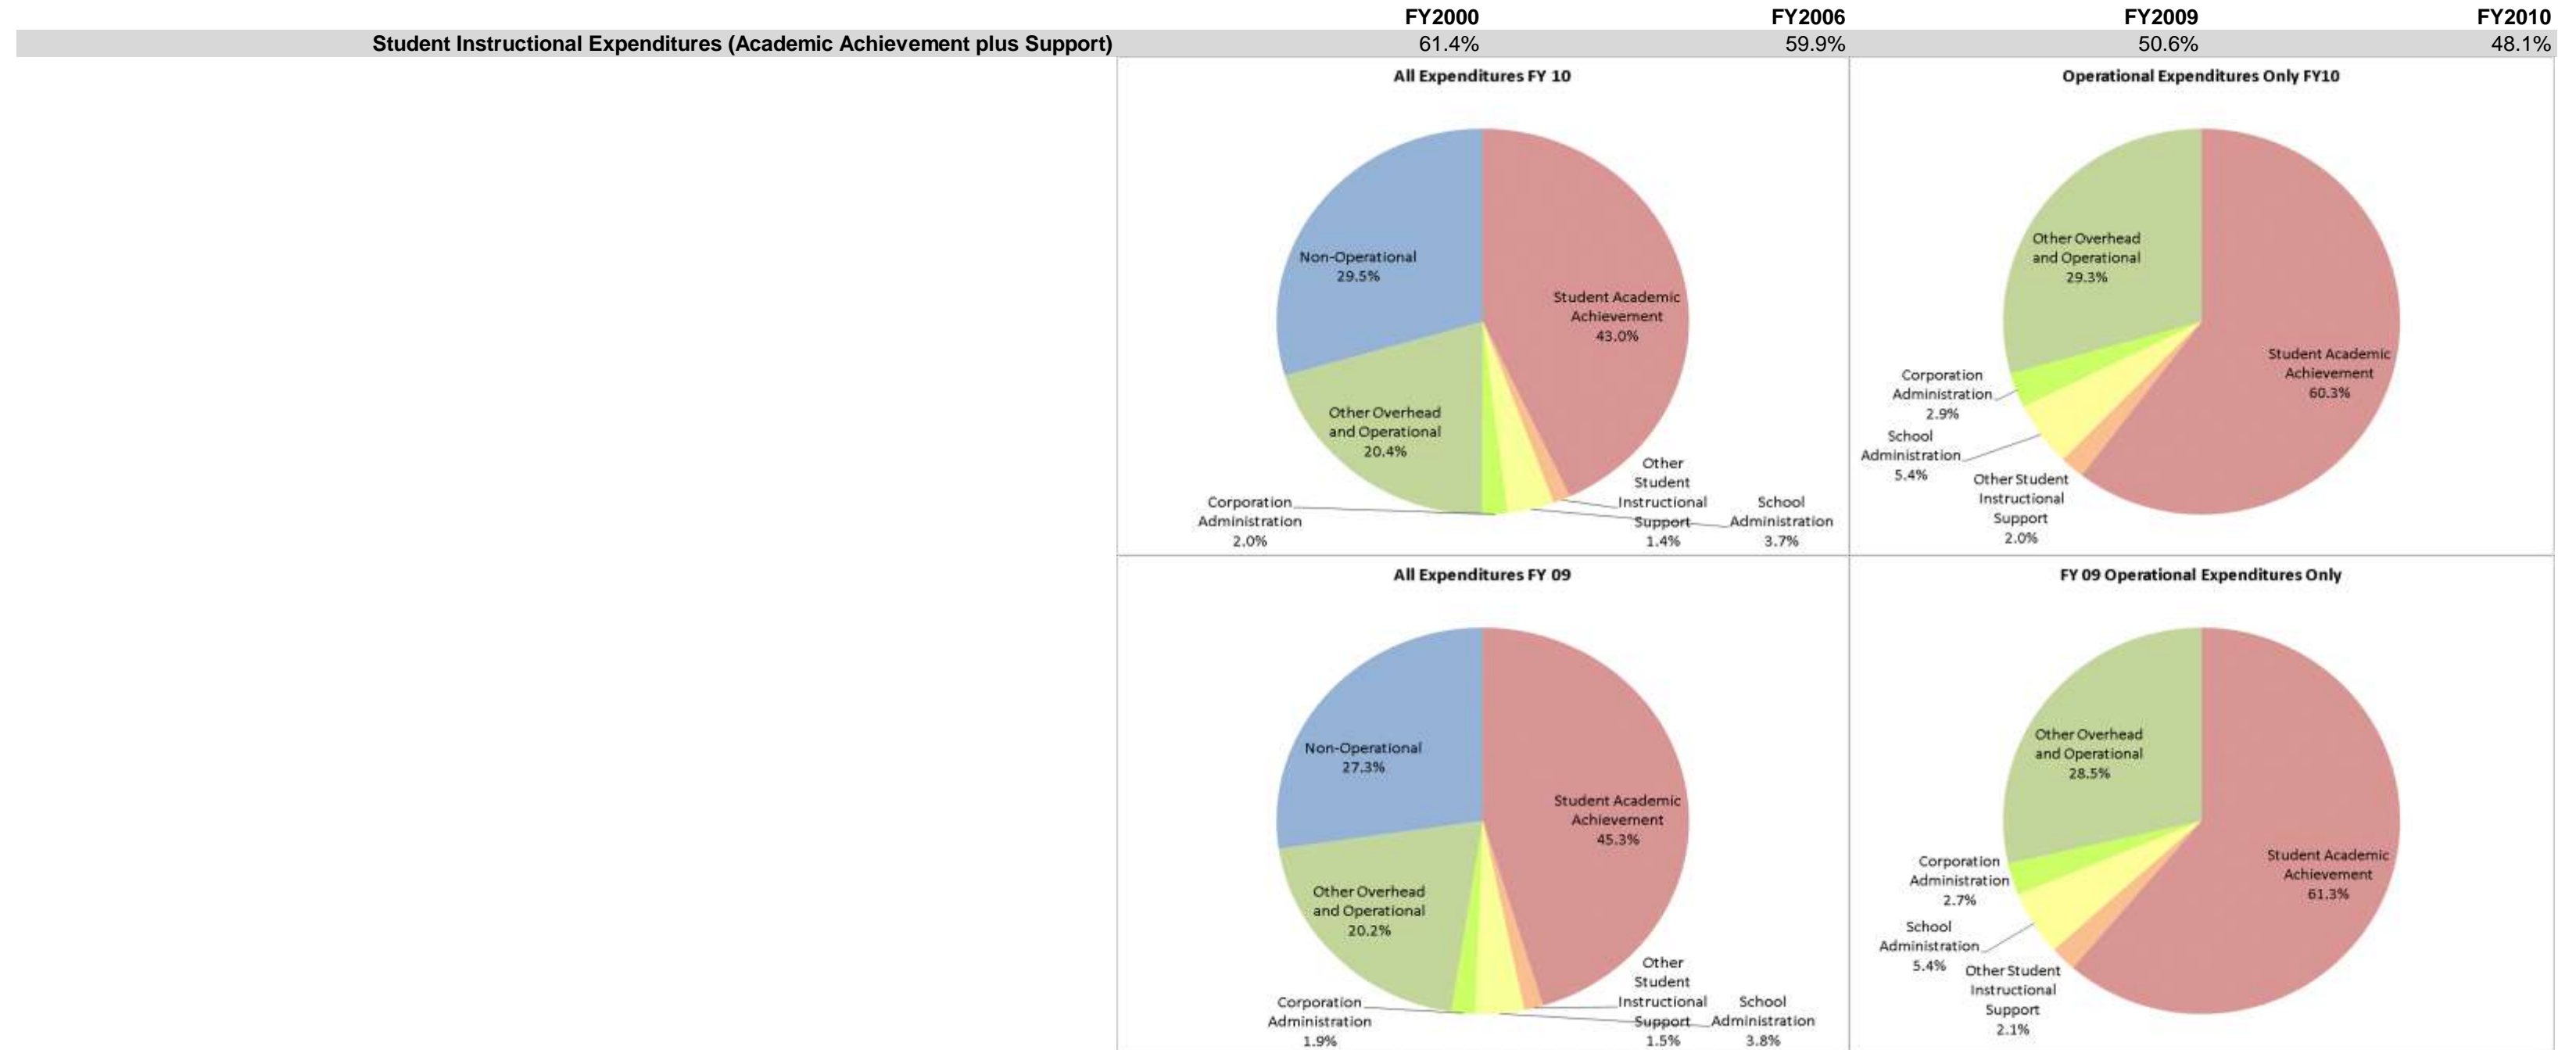 FY2000 FY2006 FY2009 FY2010
Student Instructional Expenditures (Academic Achievement plus Support) 61.4% 59.9% 50.6% 48.1%
All Expenditures FY 10
Non-Operational
29.5%
Student Academic
Achievement
43.0%
Other Overhead
and Operational
20.4%
Corporation
Administration
2.0%
Other
Student
Instructional
Support
1.4%
School
Administration
3.7%
Operational Expenditures Only FY10
Other Overhead
and Operational
29.3%
Student Academic
Achievement
60.3%
Corporation
Administration
2.9%
School
Administration
5.4%
Other Student
Instructional
Support
2.0%
All Expenditures FY 09
Non-Operational
27.3%
Student Academic
Achievement
45.3%
Other Overhead
and Operational
20.2%
Corporation
Administration
1.9%
Other
Student
Instructional
Support
1.5%
School
Administration
3.8%
FY 09 Operational Expenditures Only
Other Overhead
and Operational
28.5%
Student Academic
Achievement
61.3%
Corporation
Administration
2.7%
School
Administration
5.4%
Other Student
Instructional
Support
2.1%